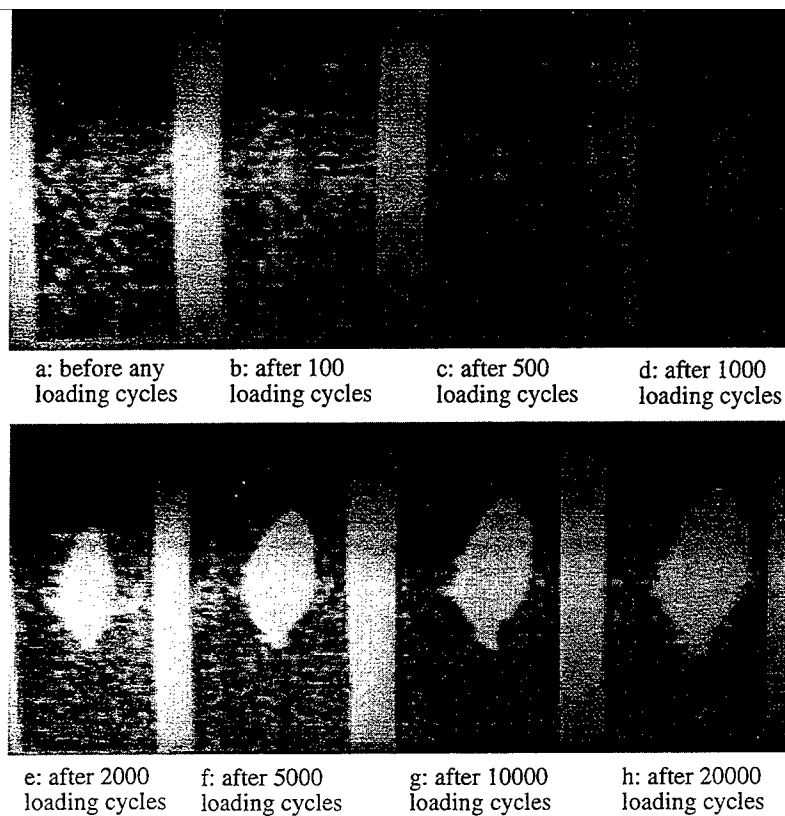 a: before any
loading cycles
b: after 100
loading cycles
c: after 500
loading cycles
d: after 1000
loading cycles
e: after 2000
loading cycles
f: after 5000
loading cycles
g: after 10000
loading cycles
h: after 20000
loading cycles